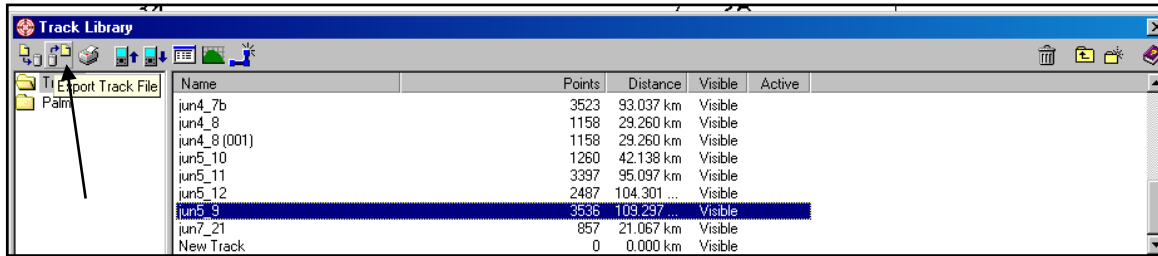 Track Library
Export Track File
Palm
Name Points Distance Visible Active
jun4_7b 3523 93.037 km Visible
jun4_8 1158 29.260 km Visible
jun4_8 (001) 1158 29.260 km Visible
jun5_10 1260 42.138 km Visible
jun5_11 3397 95.097 km Visible
jun5_12 2487 104.301 ... Visible
jun5_9 3536 109.297 ... Visible
jun7_21 857 21.067 km Visible
New Track 0 0.000 km Visible